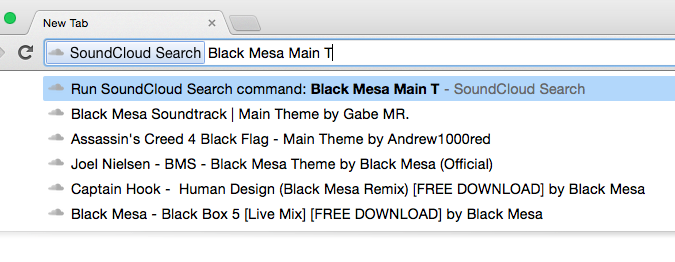 New Tab
SoundCloud Search Black Mesa Main T
Run SoundCloud Search command: Black Mesa Main T - SoundCloud Search
Black Mesa Soundtrack | Main Theme by Gabe MR.
Assassin's Creed 4 Black Flag - Main Theme by Andrew1000red
Joel Nielsen - BMS - Black Mesa Theme by Black Mesa (Official)
Captain Hook -  Human Design (Black Mesa Remix) [FREE DOWNLOAD] by Black Mesa
Black Mesa - Black Box 5 [Live Mix] [FREE DOWNLOAD] by Black Mesa